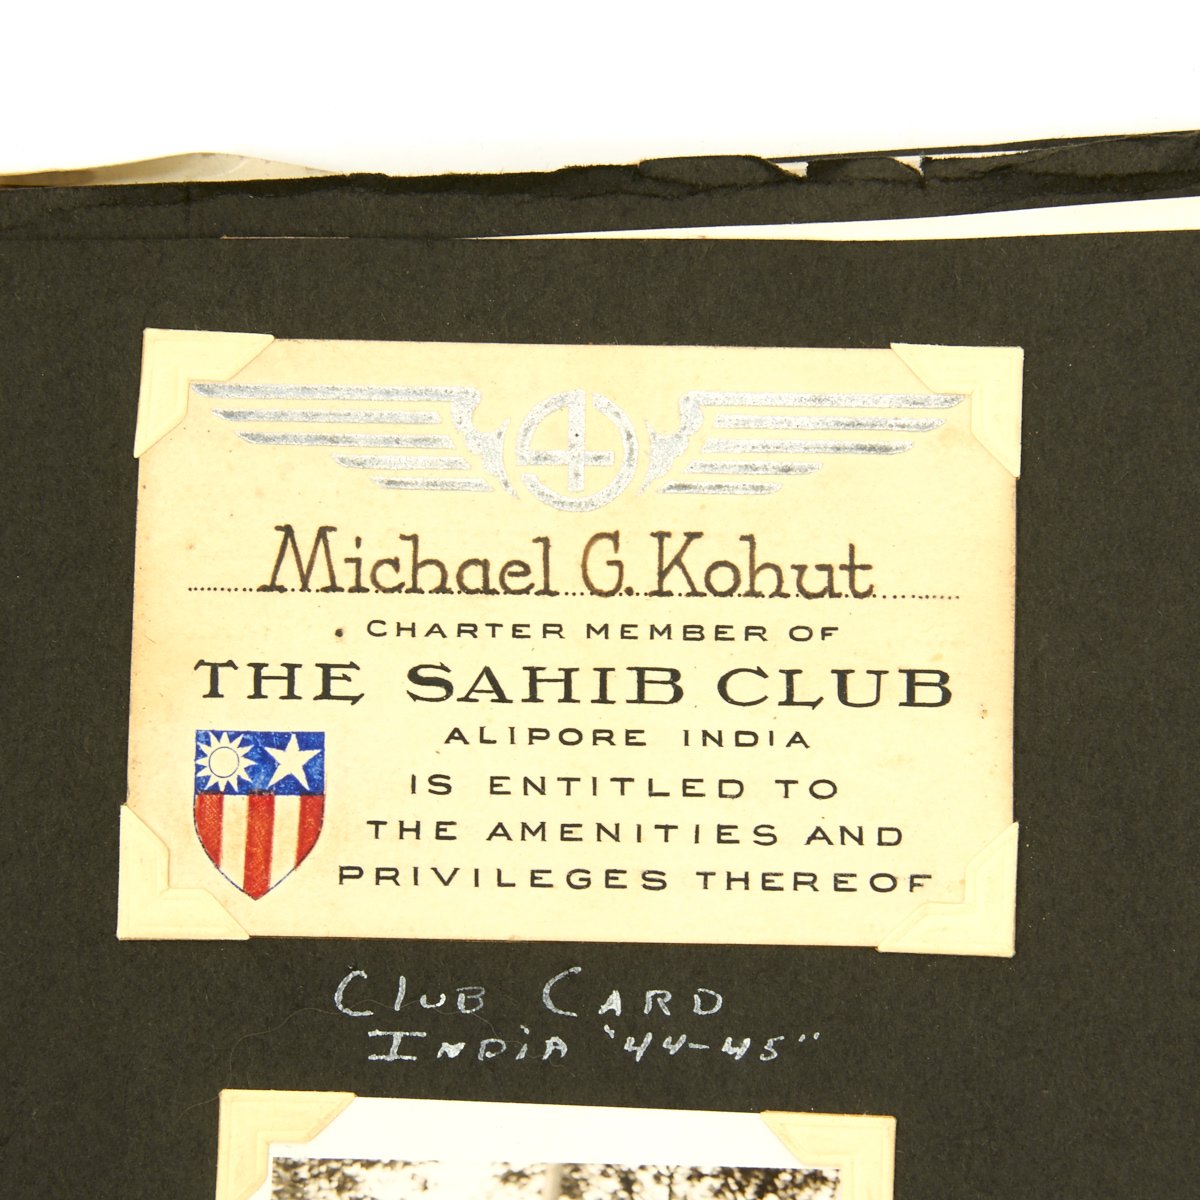 4
Michael G. Kohut
CHARTER MEMBER OF
THE SAHIB CLUB
ALIPORE INDIA
IS ENTITLED TO
THE AMENITIES AND
PRIVILEGES THEREOF
CLUB CARD
INDIA "44-45"